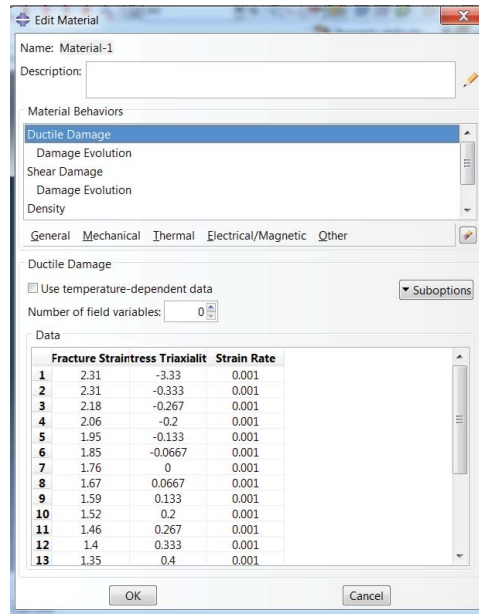 Edit Material
X
Name: Material-1
Description:
Material Behaviors
Ductile Damage
Damage Evolution
Shear Damage
Damage Evolution
Density
General Mechanical Thermal Electrical/Magnetic Other
Ductile Damage
Use temperature-dependent data
Suboptions
Number of field variables: 0
Data
Fracture Strain tress Triaxialit Strain Rate
1 2.31 -3.33 0.001
2 2.31 -0.333 0.001
3 2.18 -0.267 0.001
4 2.06 -0.2 0.001
5 1.95 -0.133 0.001
6 1.85 -0.0667 0.001
7 1.76 0 0.001
8 1.67 0.0667 0.001
9 1.59 0.133 0.001
10 1.52 0.2 0.001
11 1.46 0.267 0.001
12 1.4 0.333 0.001
13 1.35 0.4 0.001
OK Cancel